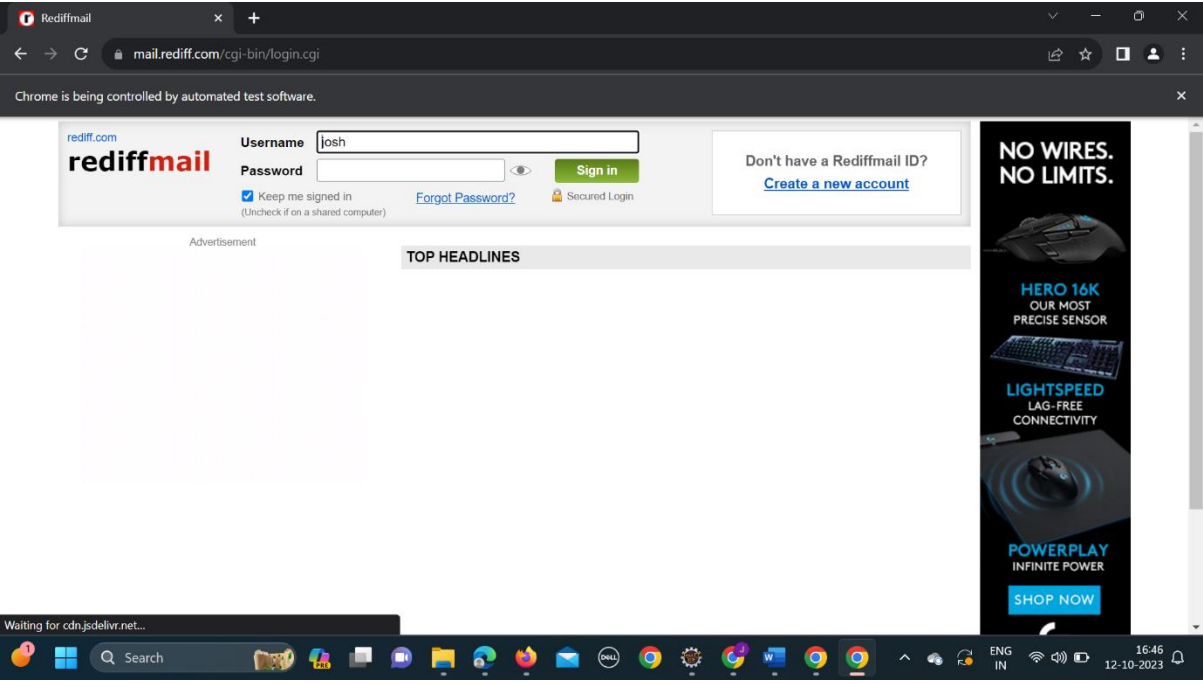 Rediffmail
mail.rediff.com/cgi-bin/login.cgi
Chrome is being controlled by automated test software.
rediff.com
rediffmail
Username josh
Password Sign in
Keep me signed in Forgot Password? Secured Login
(Uncheck if on a shared computer)
Don't have a Rediffmail ID?
Create a new account
Advertisement
TOP HEADLINES
NO WIRES.
NO LIMITS.
HERO 16K
OUR MOST
PRECISE SENSOR
LIGHTSPEED
LAG-FREE
CONNECTIVITY
POWERPLAY
INFINITE POWER
SHOP NOW
Waiting for cdn.jsdelivr.net...
1
Search
PRE
DELL
J
W
ENG
IN
16:46
12-10-2023